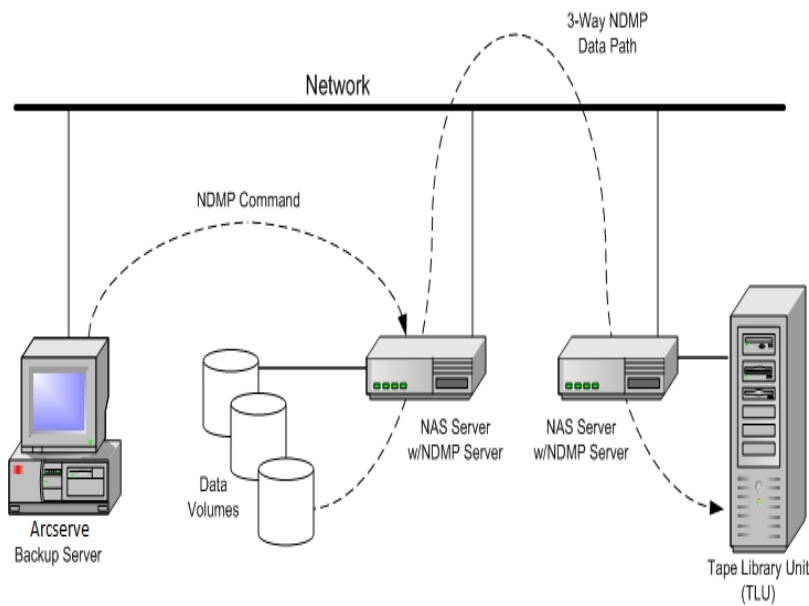 3-Way NDMP
Data Path
Network
NDMP Command
NAS Server
w/NDMP Server
NAS Server
w/NDMP Server
Data
Volumes
Arcserve
Backup Server
Tape Library Unit
(TLU)